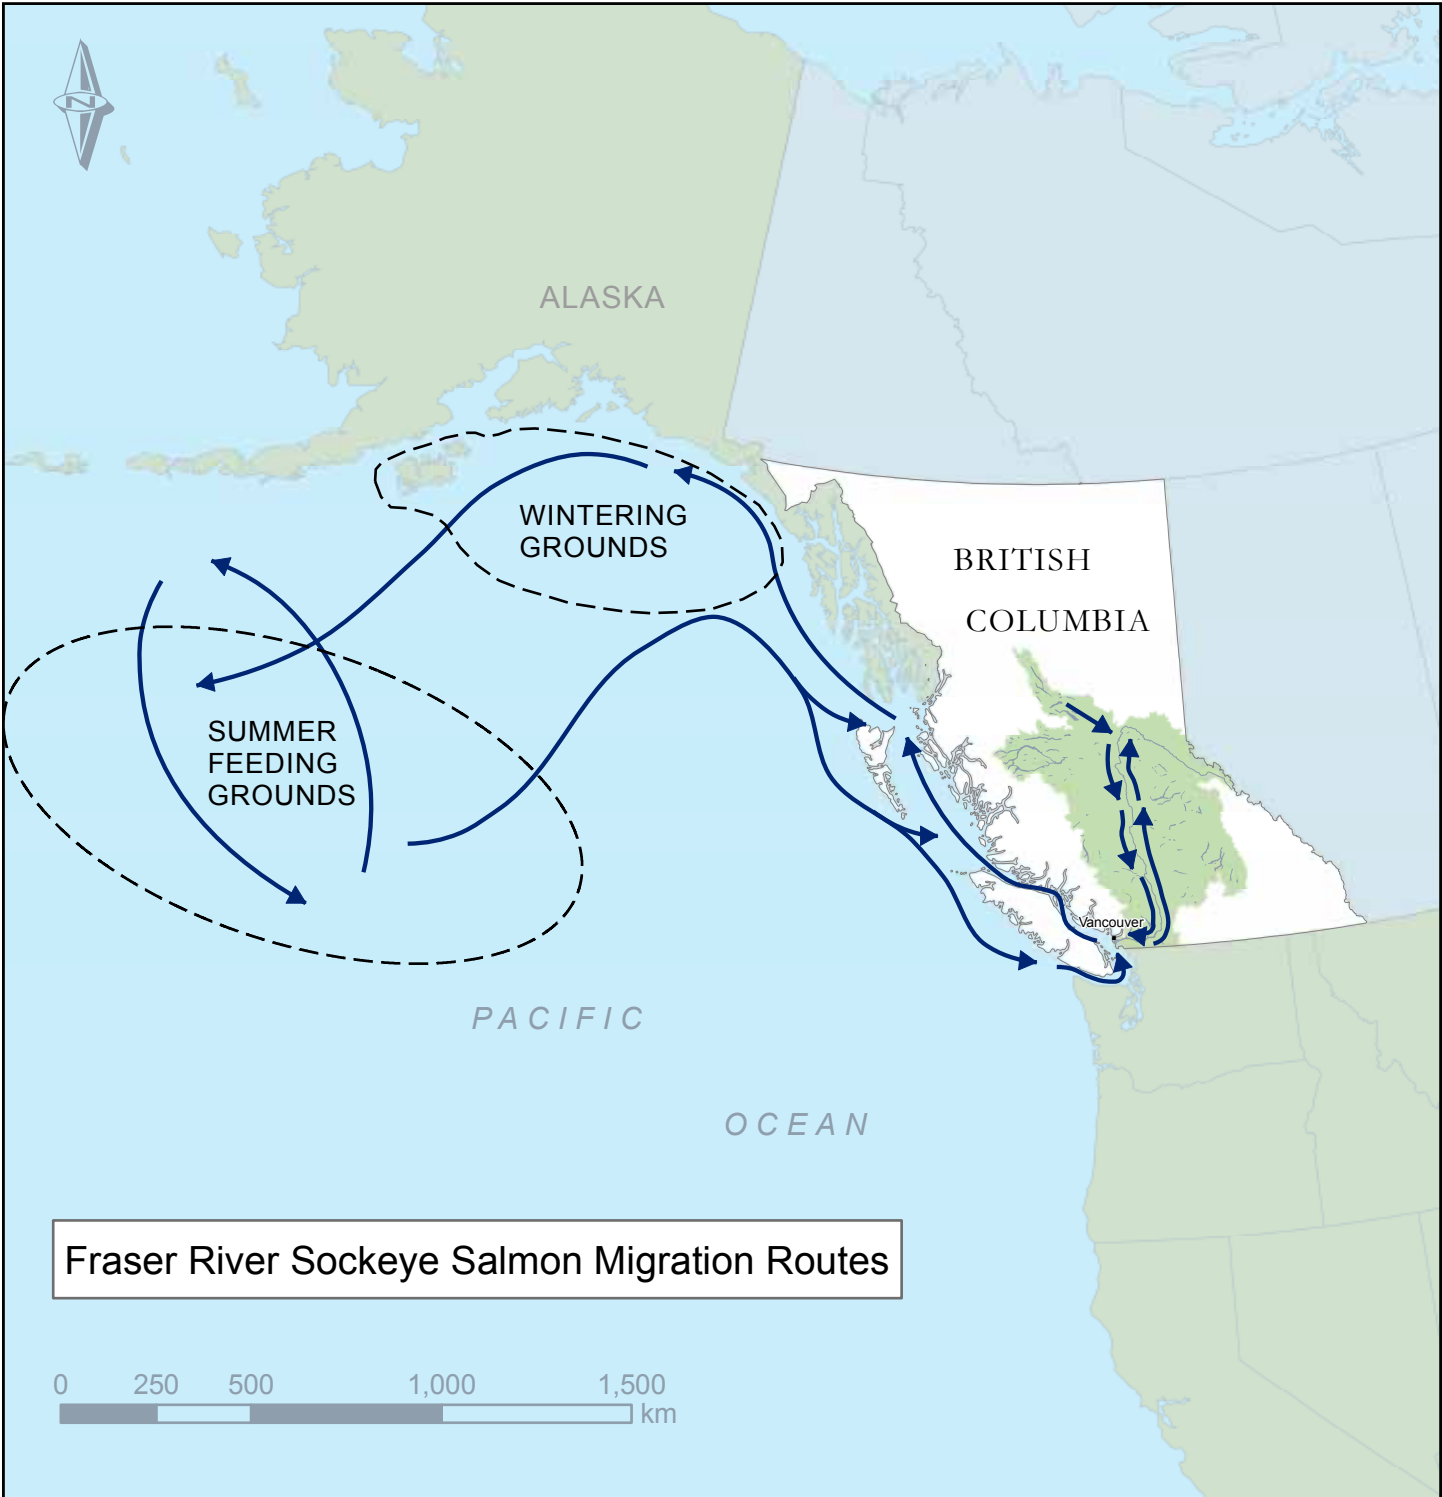 N
ALASKA
WINTERING
GROUNDS
BRITISH
COLUMBIA
SUMMER
FEEDING
GROUNDS
Vancouver
PACIFIC
OCEAN
Fraser River Sockeye Salmon Migration Routes
0 250 500 1,000 1,500
km